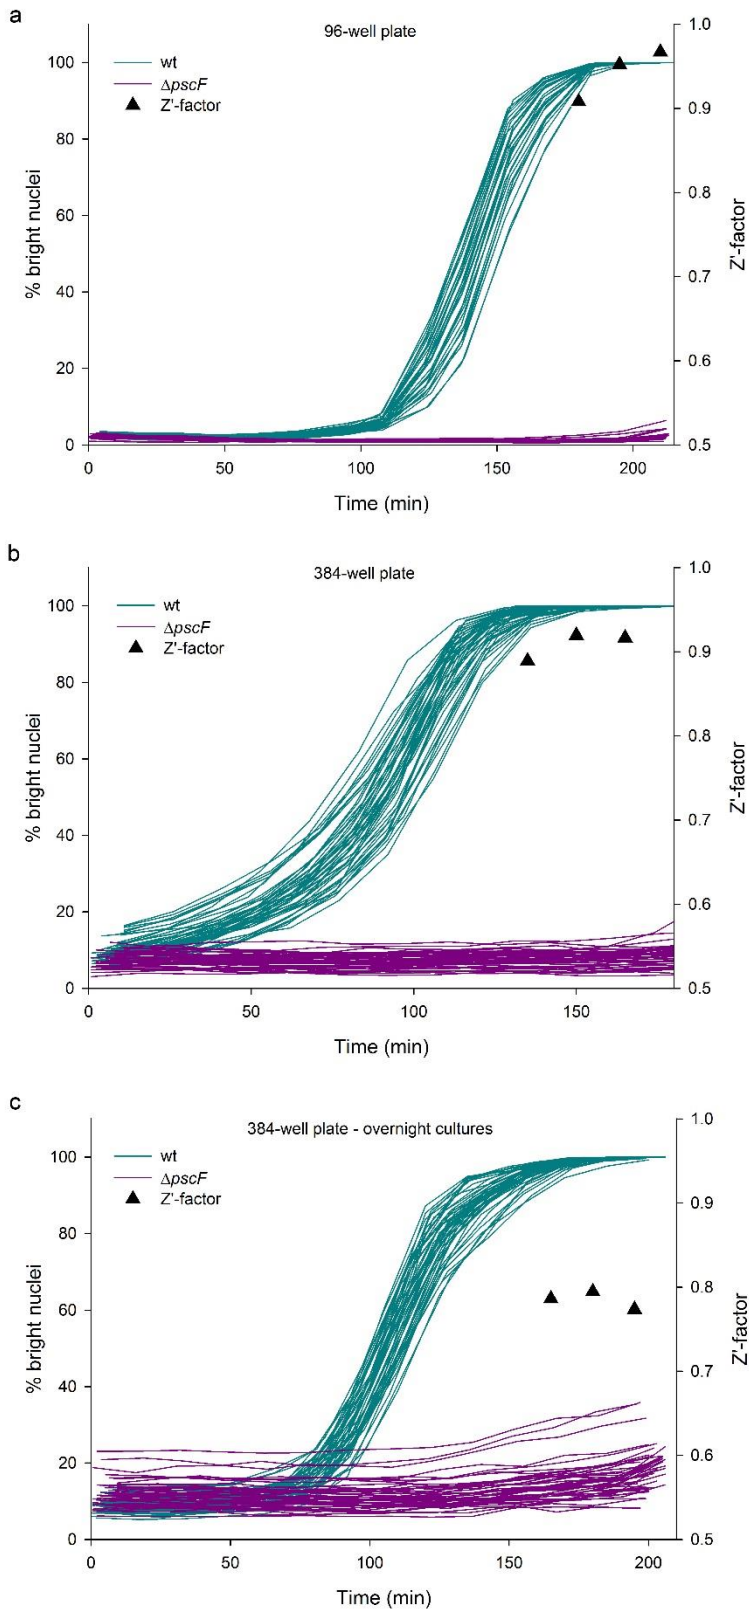 a
96-well plate
wt
ΔpscF
Z'-factor
% bright nuclei
100
80
60
40
20
0
1.0
0.9
0.8
0.7
0.6
0.5
Z'-factor
0 50 100 150 200
Time (min)
b
384-well plate
wt
ΔpscF
Z'-factor
% bright nuclei
100
80
60
40
20
0
1.0
0.9
0.8
0.7
0.6
0.5
Z'-factor
0 50 100 150
Time (min)
c
384-well plate - overnight cultures
wt
ΔpscF
Z'-factor
% bright nuclei
100
80
60
40
20
0
1.0
0.9
0.8
0.7
0.6
0.5
Z'-factor
0 50 100 150 200
Time (min)